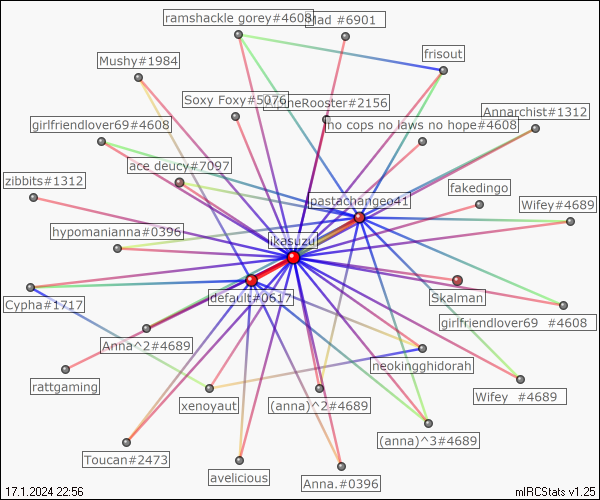 ramshackle gorey#4608
Mad #6901
frisout
Mushy#1984
Soxy Foxy#5076
neRooster#2156
Annarchist#1312
girlfriendlover69#4608
no cops no laws no hope#4608
ace deucy#7097
zibbits#1312
fakedingo
pastachangeo41
Wifey#4689
hypomanianna#0396
ikasuzu
Cypha#1717
default#0617
Skalman
girlfriendlover69 #4608
Anna^2#4689
neokingghidorah
rattgaming
xenoyaut
(anna)^2#4689
Wifey #4689
(anna)^3#4689
Toucan#2473
avelicious
Anna.#0396
17.1.2024 22:56
mIRCStats v1.25